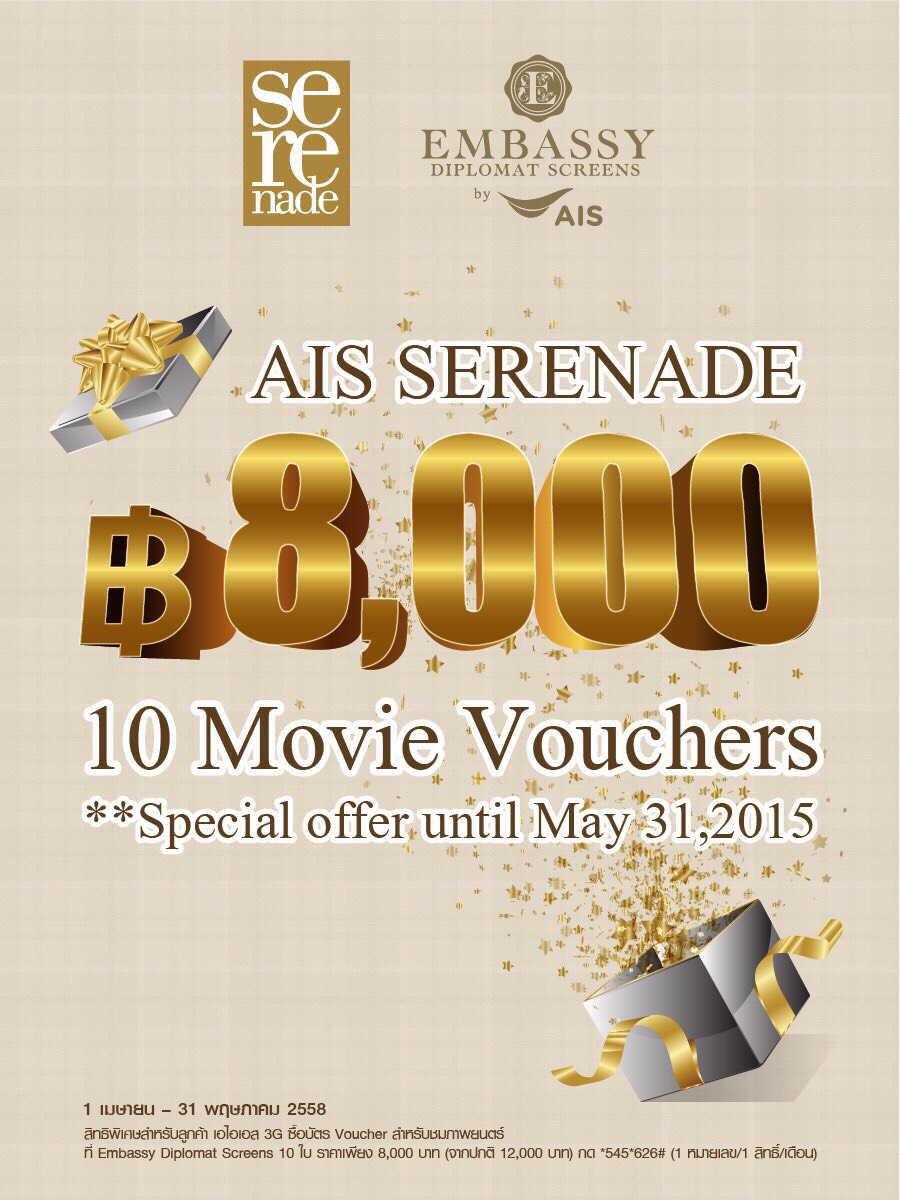 se
re
nade
E
EMBASSY
DIPLOMAT SCREENS
by AIS
AIS SERENADE
฿8,000
10 Movie Vouchers
**Special offer until May 31,2015
1 เมษายน - 31 พฤษภาคม 2558
สิทธิพิเศษสำหรับลูกค้า เอไอเอส 3G ซื้อบัตร Voucher สำหรับชมภาพยนตร์
ที่ Embassy Diplomat Screens 10 ใบ ราคาเพียง 8,000 บาท (จากปกติ 12,000 บาท) กด *545*626# (1 หมายเลข/1 สิทธิ์/เดือน)